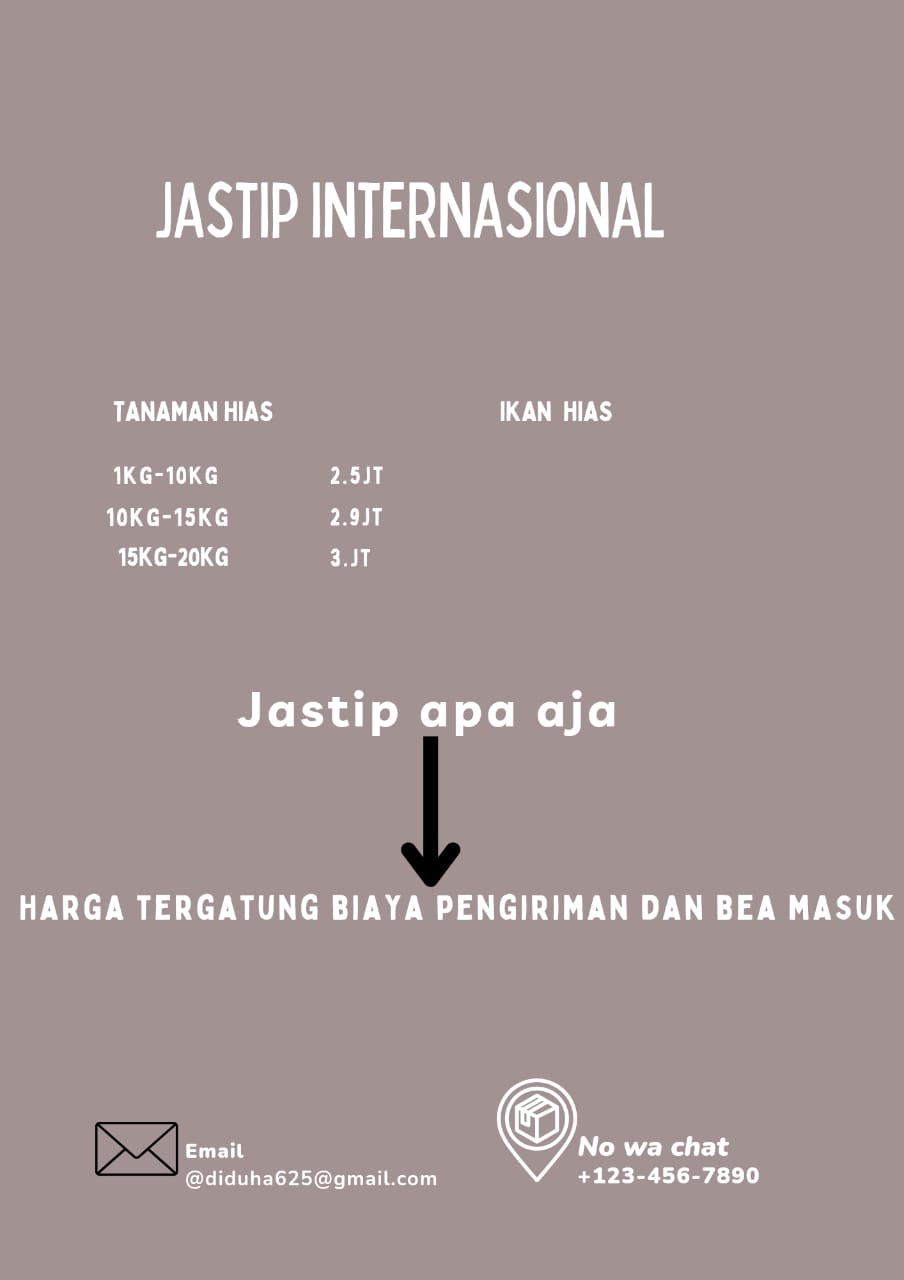 JASTIP INTERNASIONAL
TANAMAN HIAS
IKAN HIAS
1KG-10KG 2.5JT
10KG-15KG 2.9JT
15KG-20KG 3.JT
Jastip apa aja
HARGA TERGATUNG BIAYA PENGIRIMAN DAN BEA MASUK
Email
@diduha625@gmail.com
No wa chat
+123-456-7890